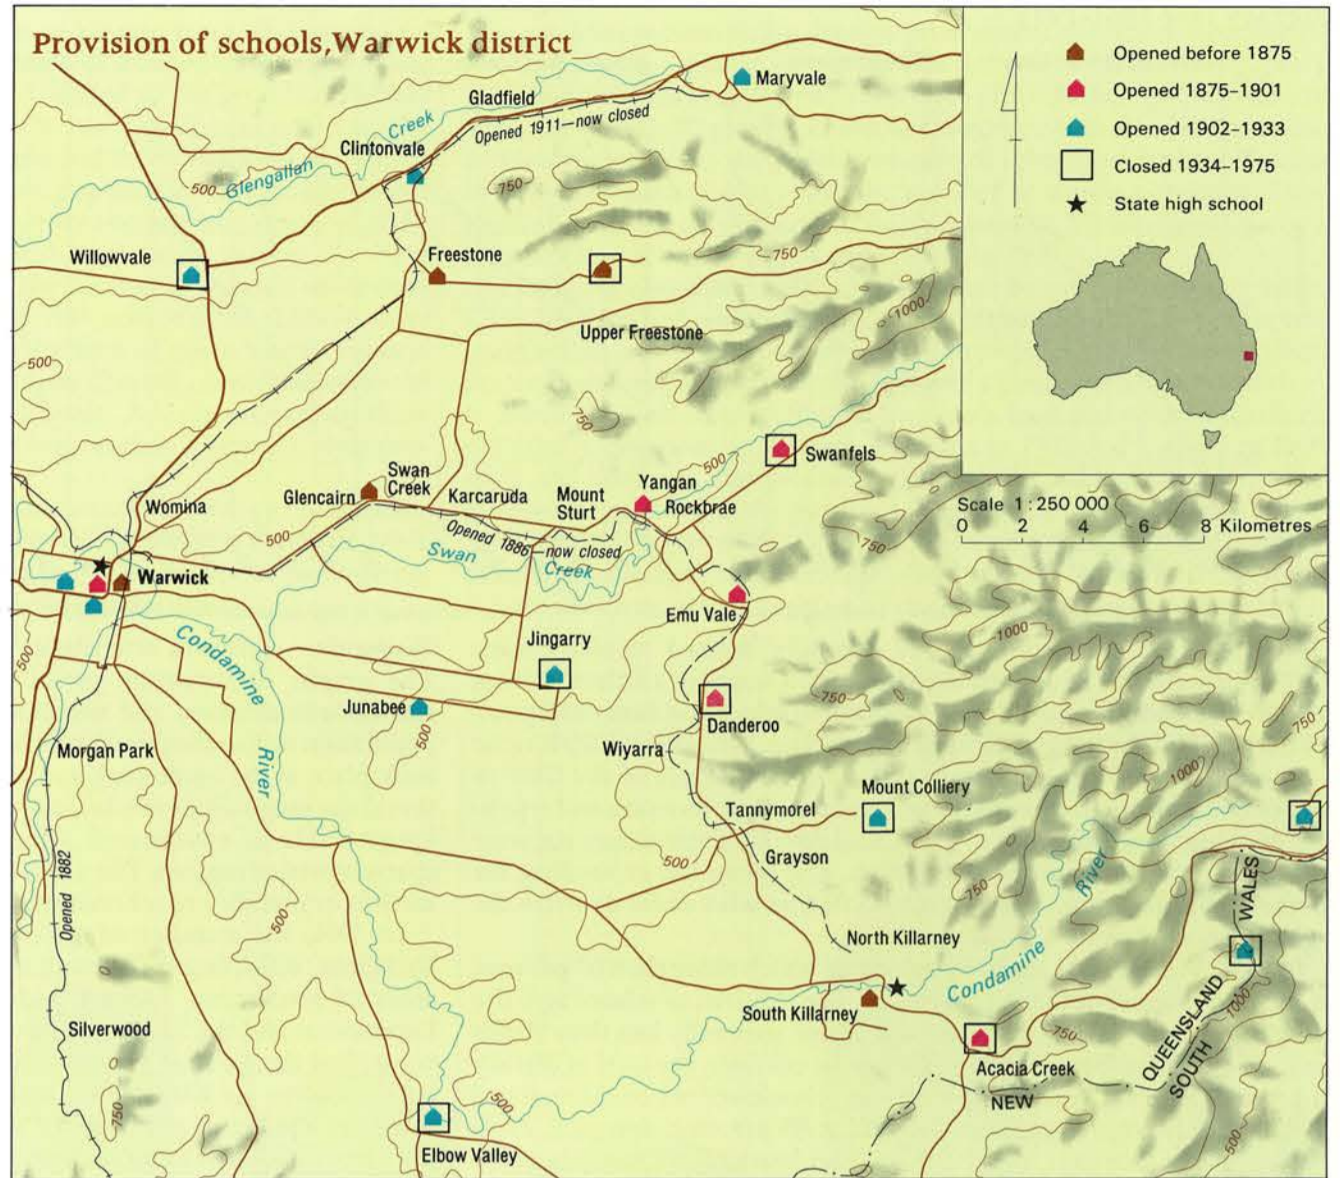 Provision of schools, Warwick district
Opened before 1875
Opened 1875–1901
Opened 1902–1933
Closed 1934–1975
State high school
Scale 1 : 250 000
0 2 4 6 8 Kilometres
Maryvale
Gladfield
Opened 1911—now closed
Creek
Clintonvale
Glengallan
500
750
Willowvale
Freestone
750
1000
Upper Freestone
500
750
Swanfels
500
Swan
Creek
Yangan
Glencairn
Karcaruda
Mount
Sturt
Rockbrae
Womina
Opened 1886—now closed
500
750
Swan
Creek
Warwick
Emu Vale
1000
Condamine
River
Jingarry
500
750
Junabee
500
Danderoo
750
Morgan Park
Wiyarra
1000
Mount Colliery
Tannymorel
500
Grayson
750
River
WALES
Opened 1882
500
North Killarney
Condamine
South Killarney
QUEENSLAND
1000
Silverwood
750
SOUTH
Acacia Creek
NEW
500
750
500
Elbow Valley